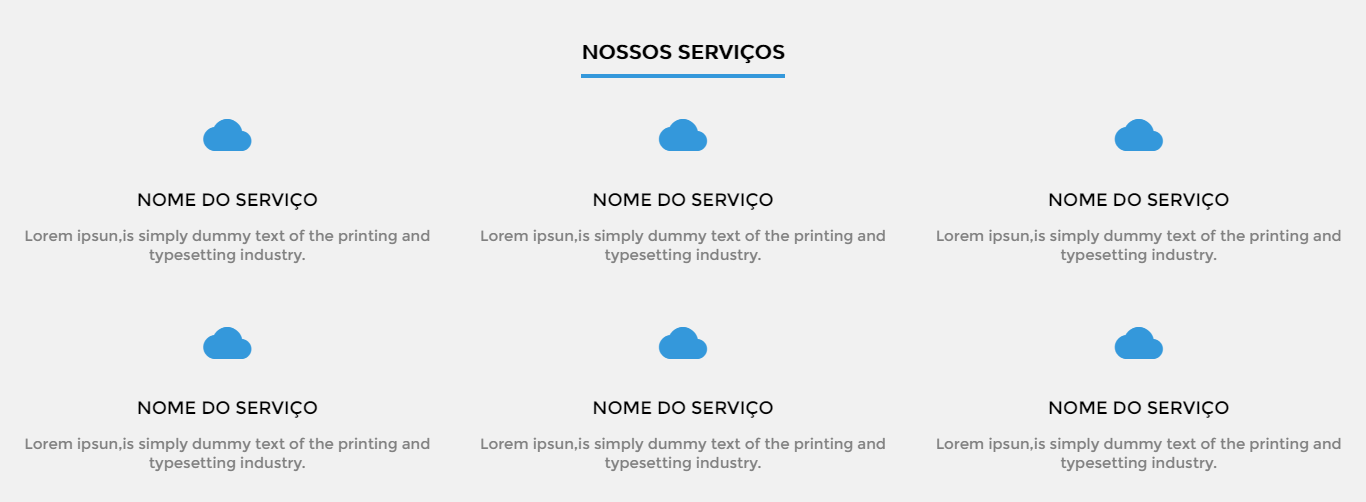 NOSSOS SERVIÇOS
NOME DO SERVIÇO
Lorem ipsun,is simply dummy text of the printing and
typesetting industry.
NOME DO SERVIÇO
Lorem ipsun,is simply dummy text of the printing and
typesetting industry.
NOME DO SERVIÇO
Lorem ipsun,is simply dummy text of the printing and
typesetting industry.
NOME DO SERVIÇO
Lorem ipsun,is simply dummy text of the printing and
typesetting industry.
NOME DO SERVIÇO
Lorem ipsun,is simply dummy text of the printing and
typesetting industry.
NOME DO SERVIÇO
Lorem ipsun,is simply dummy text of the printing and
typesetting industry.